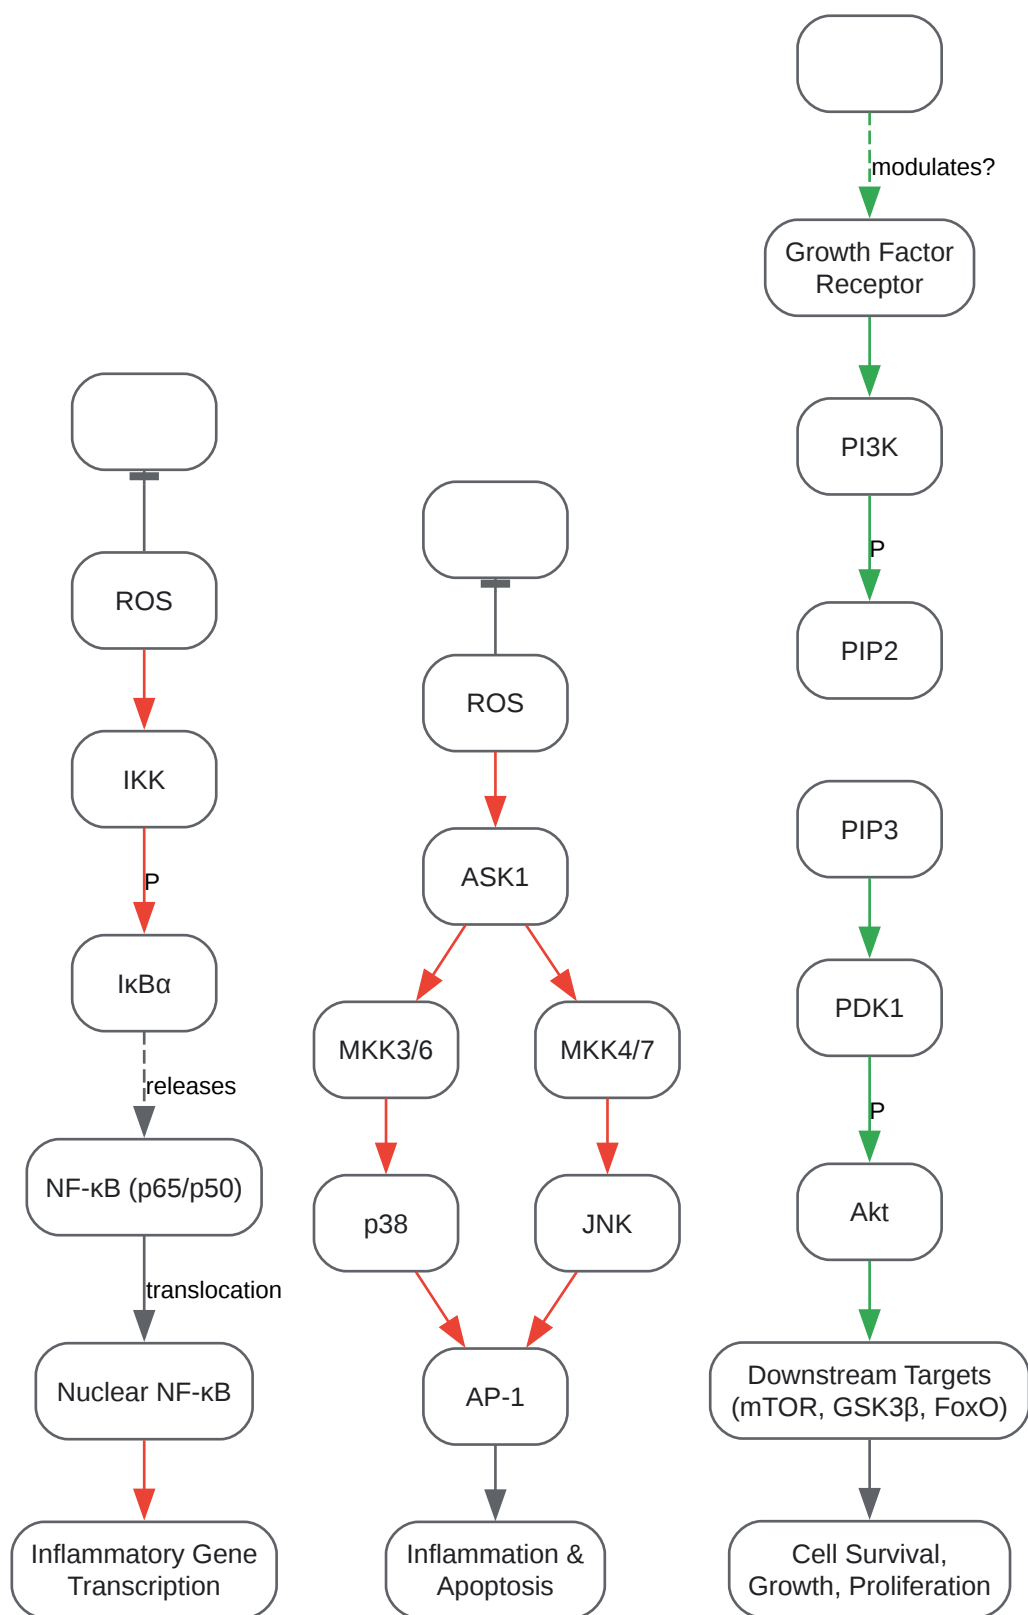 ROS
IKK
P
IκBα
releases
NF-κB (p65/p50)
translocation
Nuclear NF-κB
Inflammatory Gene
Transcription
ROS
ASK1
MKK3/6
MKK4/7
p38
JNK
AP-1
Inflammation &
Apoptosis
modulates?
Growth Factor
Receptor
PI3K
P
PIP2
PIP3
PDK1
P
Akt
Downstream Targets
(mTOR, GSK3β, FoxO)
Cell Survival,
Growth, Proliferation